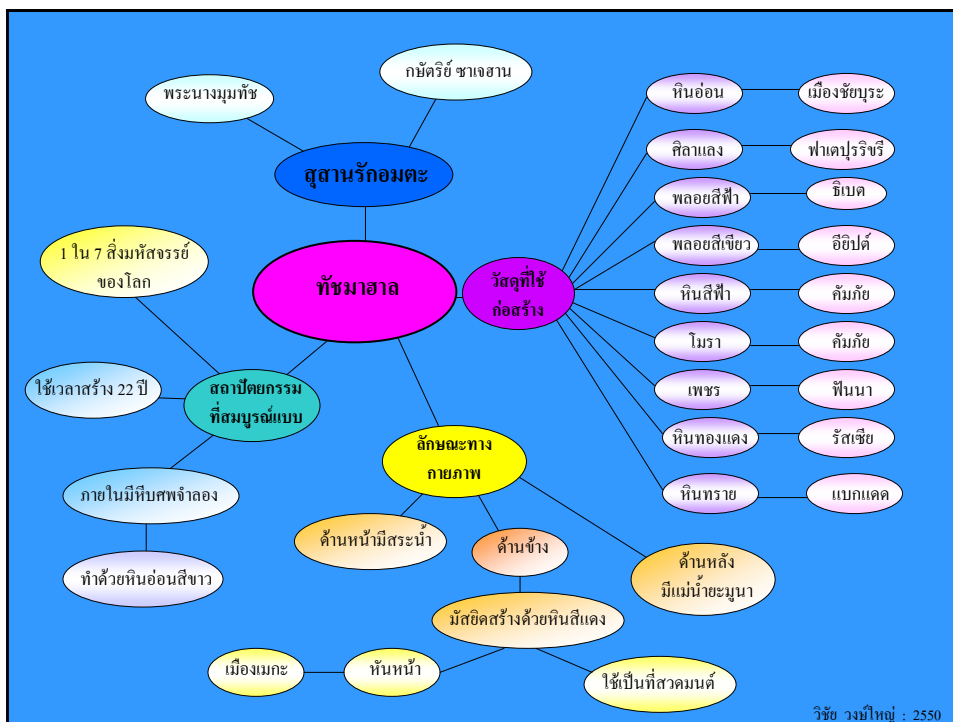 กษัตริย์ ซาเจฮาน
พระนางมุมทัช
สุสานรักอมตะ
ทัชมาฮาล
1 ใน 7 สิ่งมหัสจรรย์
ของโลก
ใช้เวลาสร้าง 22 ปี
สถาปัตยกรรม
ที่สมบูรณ์แบบ
ภายในมีหีบศพจำลอง
ทำด้วยหินอ่อนสีขาว
ลักษณะทาง
กายภาพ
ด้านหน้ามีสระน้ำ
ด้านข้าง
ด้านหลัง
มีแม่น้ำยะมูนา
มัสยิดสร้างด้วยหินสีแดง
เมืองเมกะ
หันหน้า
ใช้เป็นที่สวดมนต์
วัสดุที่ใช้
ก่อสร้าง
หินอ่อน
เมืองชัยบุระ
ศิลาแลง
ฟาเตปุรริขรี
พลอยสีฟ้า
ธิเบต
พลอยสีเขียว
อียิปต์
หินสีฟ้า
คัมภัย
โมรา
คัมภัย
เพชร
ฟันนา
หินทองแดง
รัสเซีย
หินทราย
แบกแดด
วิชัย วงษ์ใหญ่ : 2550